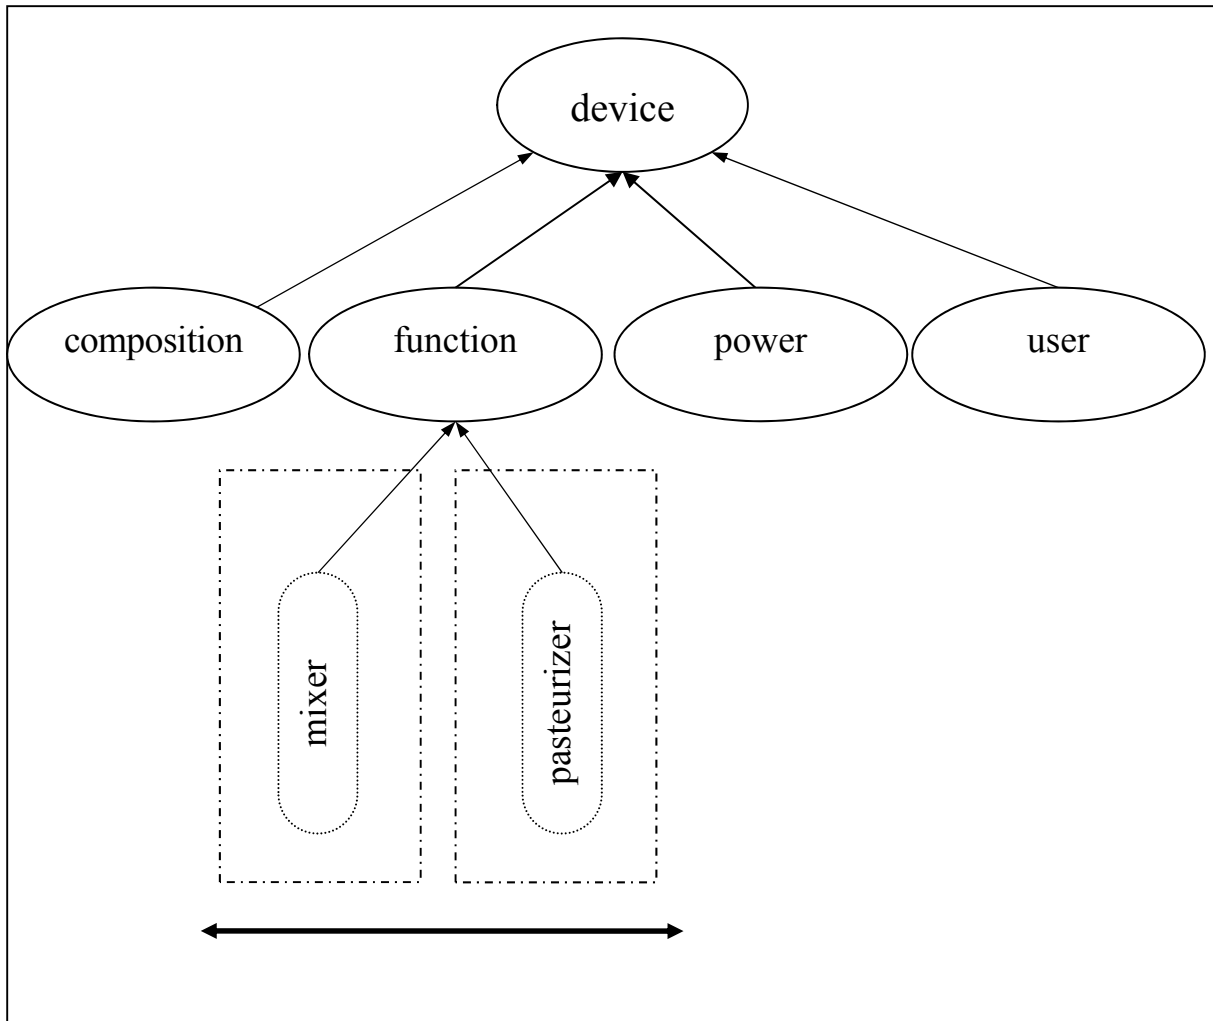 device
composition
function
power
user
mixer
pasteurizer